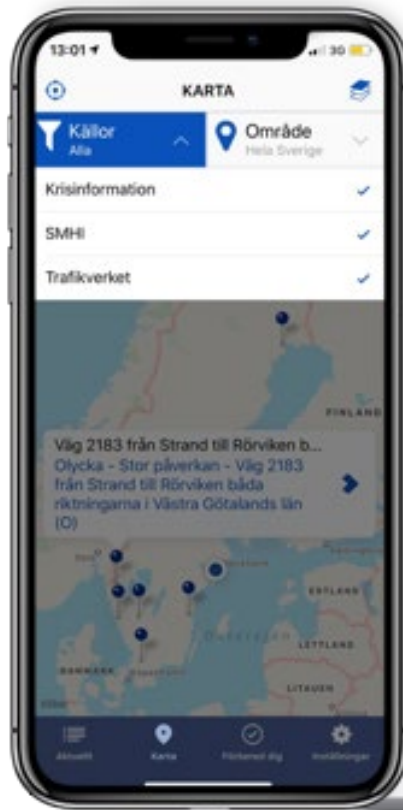 13:01
3G
KARTA
Källor
Alla
Område
Hela Sverige
Krisinformation
SMHI
Trafikverket
FINLAND
Väg 2183 från Strand till Rörviken b...
Olycka - Stor påverkan - Väg 2183
från Strand till Rörviken båda
riktningarna i Västra Götalands län
(O)
ESTLAND
LETTLAND
DANMARK
LITAUEN
Aktuellt
Karta
Förbered dig
Inställningar